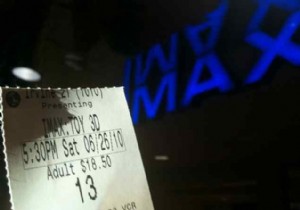 Presenting
IMAX:TOY 3D
5:30PM Sat 06/26/10
Adult $18.50
13
IMAX